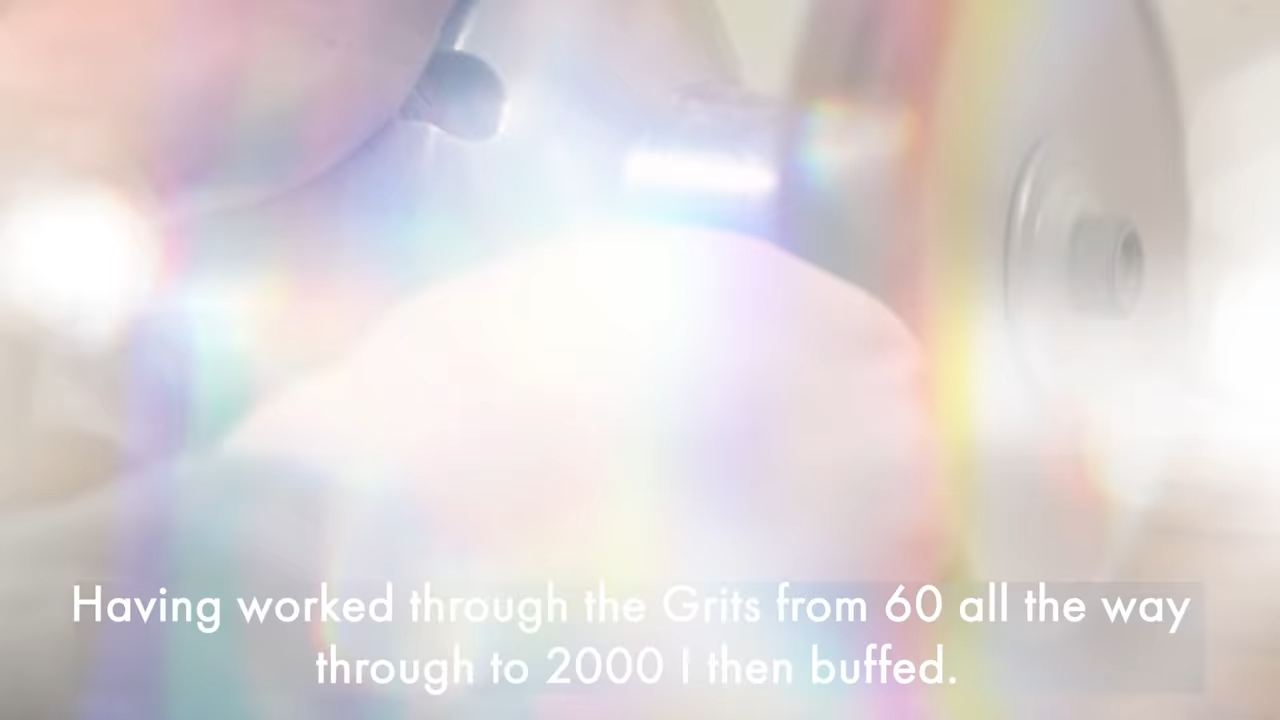 Having worked through the Grits from 60 all the way
through to 2000 I then buffed.